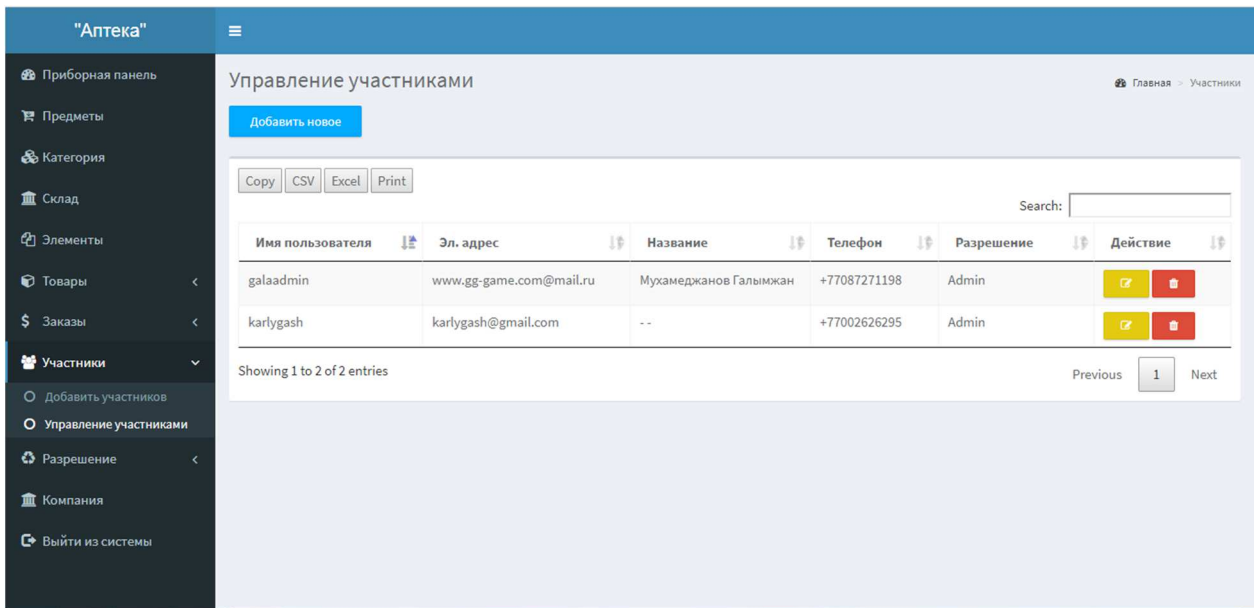 "Аптека"
Приборная панель
Предметы
Категория
Склад
Элементы
Товары
Заказы
Участники
Добавить участников
Управление участниками
Разрешение
Компания
Выйти из системы
Управление участниками
Главная > Участники
Добавить новое
Copy CSV Excel Print
Search:
Имя пользователя Эл. адрес Название Телефон Разрешение Действие
galaadmin www.gg-game.com@mail.ru Мухамеджанов Галымжан +77087271198 Admin
karlygash karlygash@gmail.com - - +77002626295 Admin
Showing 1 to 2 of 2 entries
Previous 1 Next